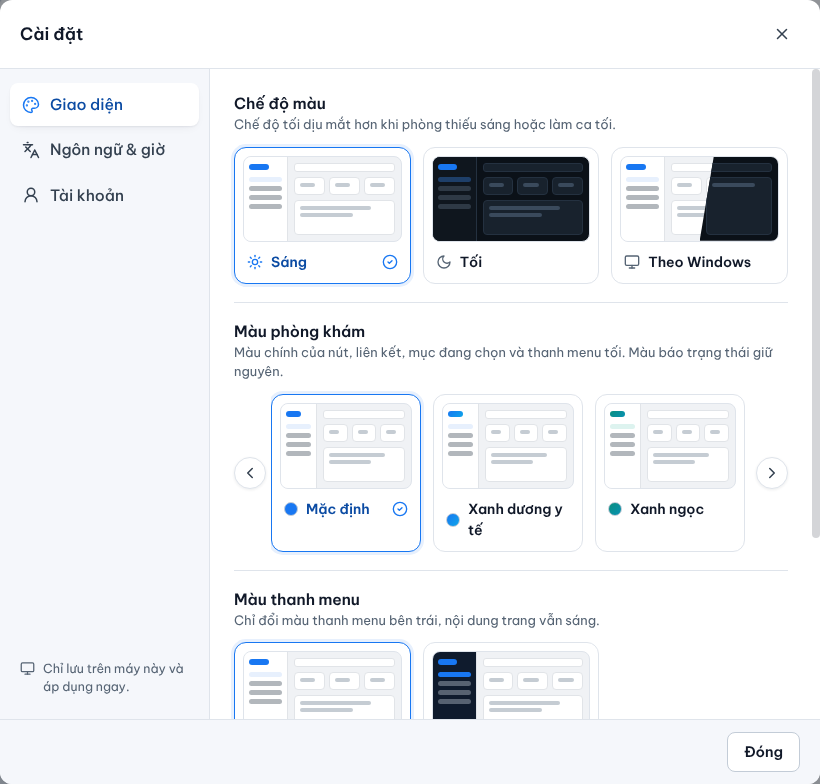 Cài đặt
Giao diện
Ngôn ngữ & giờ
Tài khoản
Chỉ lưu trên máy này và
áp dụng ngay.
Chế độ màu
Chế độ tối dịu mắt hơn khi phòng thiếu sáng hoặc làm ca tối.
Sáng
Tối
Theo Windows
Màu phòng khám
Màu chính của nút, liên kết, mục đang chọn và thanh menu tối. Màu báo trạng thái giữ
nguyên.
Mặc định
Xanh dương y
tế
Xanh ngọc
Màu thanh menu
Chỉ đổi màu thanh menu bên trái, nội dung trang vẫn sáng.
Đóng